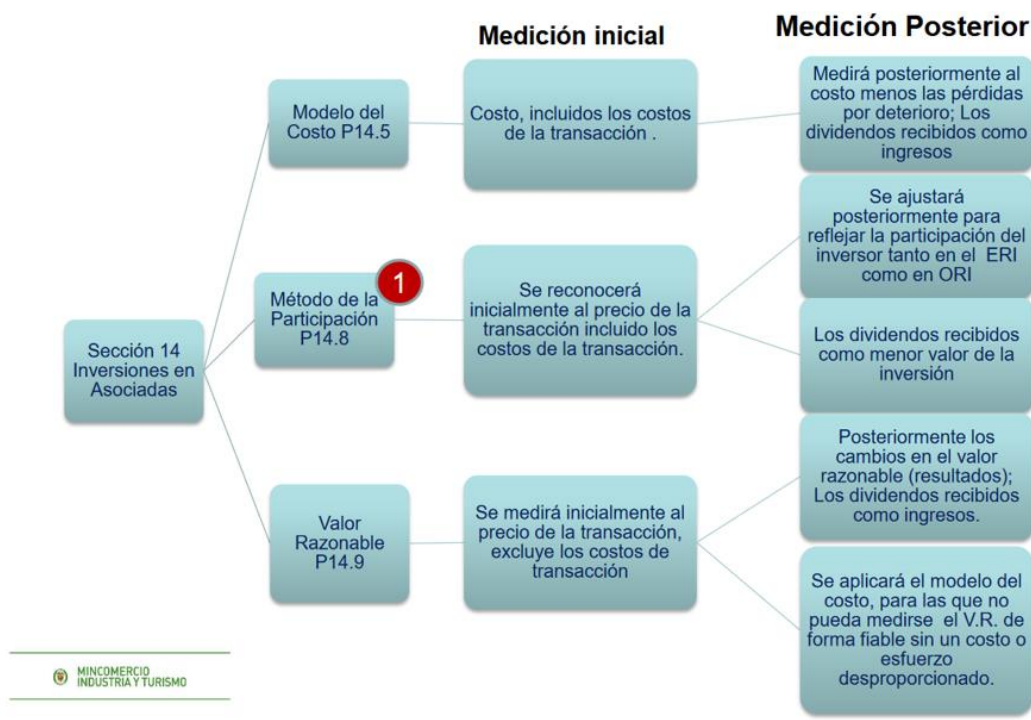 Medición inicial
Medición Posterior
Sección 14
Inversiones en
Asociadas
Modelo del
Costo P14.5
Costo, incluidos los costos
de la transacción .
Medirá posteriormente al
costo menos las pérdidas
por deterioro; Los
dividendos recibidos como
ingresos
1
Método de la
Participación
P14.8
Se reconocerá
inicialmente al precio de la
transacción incluido los
costos de la transacción.
Se ajustará
posteriormente para
reflejar la participación del
inversor tanto en el ERI
como en ORI
Los dividendos recibidos
como menor valor de la
inversión
Valor
Razonable
P14.9
Se medirá inicialmente al
precio de la transacción,
excluye los costos de
transacción
Posteriormente los
cambios en el valor
razonable (resultados);
Los dividendos recibidos
como ingresos.
Se aplicará el modelo del
costo, para las que no
pueda medirse el V.R. de
forma fiable sin un costo o
esfuerzo
desproporcionado.
MINCOMERCIO
INDUSTRIA Y TURISMO